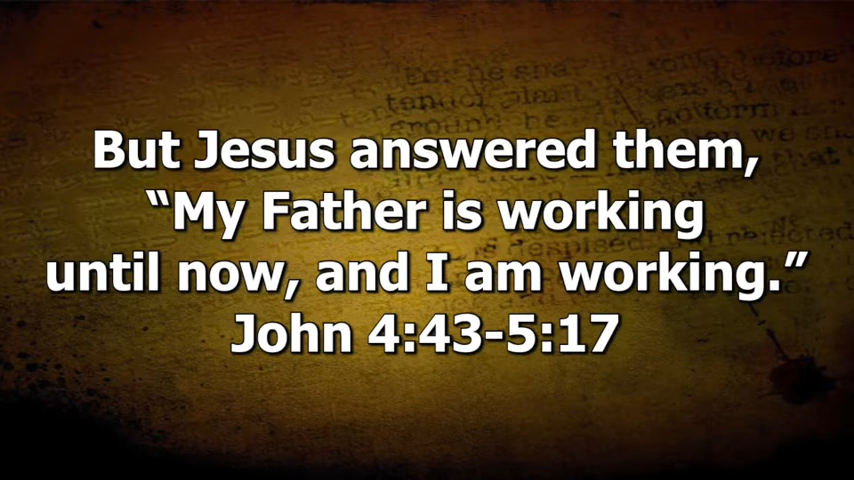 But Jesus answered them,
“My Father is working
until now, and I am working.”
John 4:43-5:17